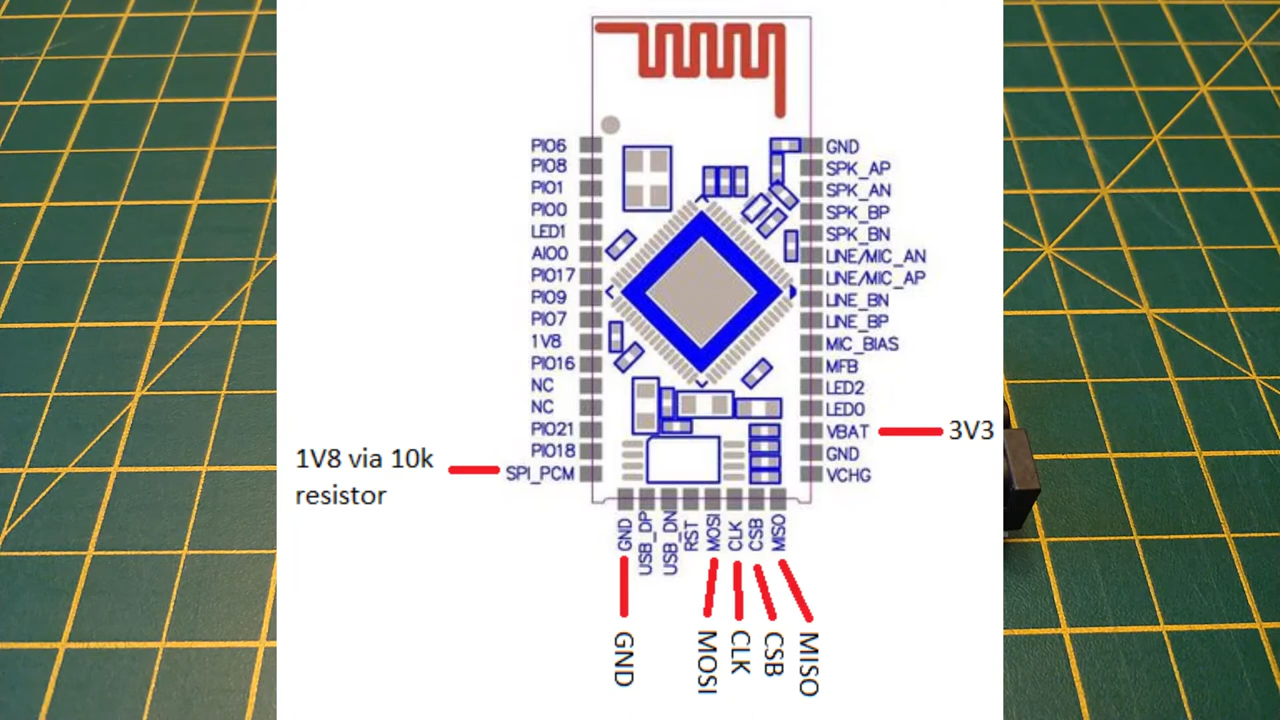 PIO6
PIO8
PIO1
PIO0
LED1
AIO0
PIO17
PIO9
PIO7
1V8
PIO16
NC
NC
PIO21
PIO18
SPI_PCM
1V8 via 10k
resistor
GND
SPK_AP
SPK_AN
SPK_BP
SPK_BN
LINE/MIC_AN
LINE/MIC_AP
LINE_BN
LINE_BP
MIC_BIAS
MFB
LED2
LED0
VBAT
3V3
GND
VCHG
GND
USB_DP
USB_DN
RST
MOSI
CLK
CSB
MISO
GND
MOSI
CLK
CSB
MISO